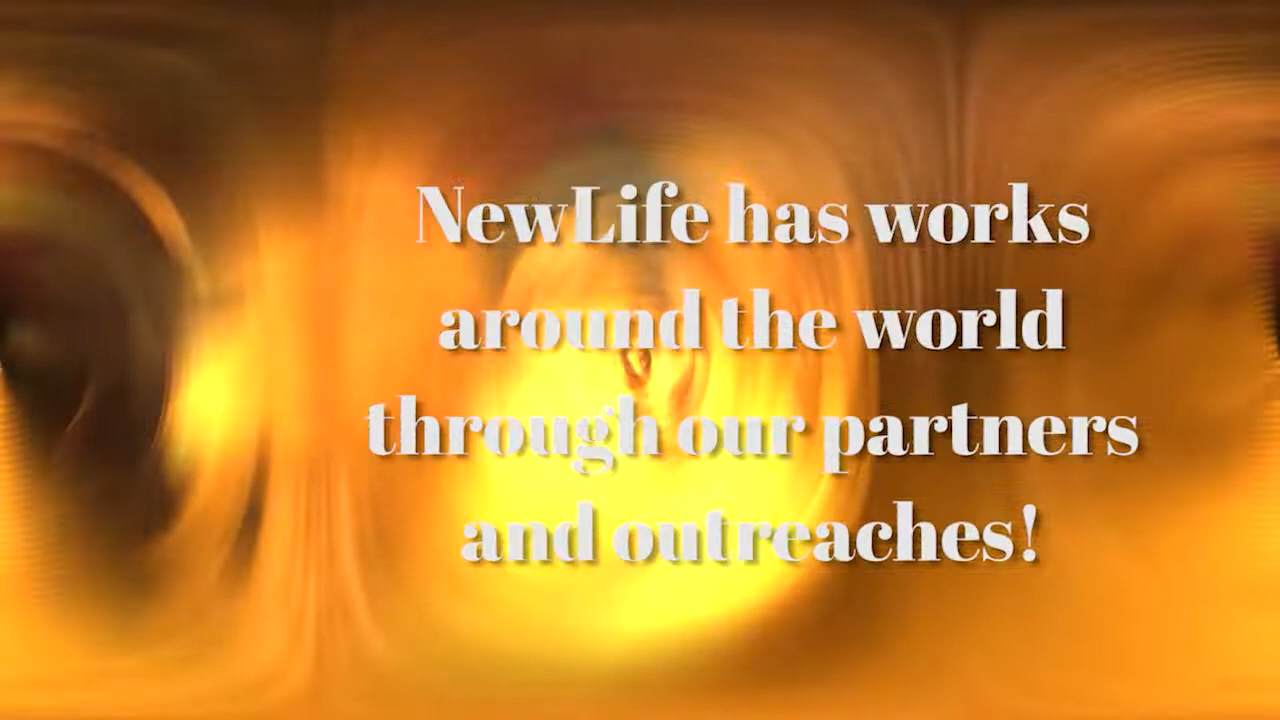 NewLife has works
around the world
through our partners
and outreaches!